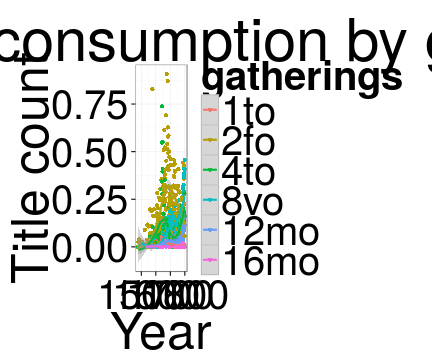 consumption by
gatherings
Title count
0.75
0.50
0.25
0.00
1to
2fo
4to
8vo
12mo
16mo
Year